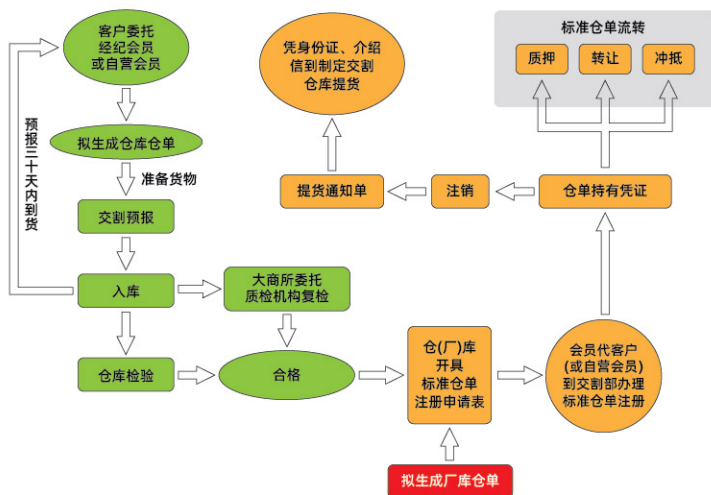 客户委托
经纪会员
或自营会员
拟生成仓库仓单
准备货物
交割预报
预报三十天内到货
入库
大商所委托
质检机构复检
仓库检验
合格
仓(厂)库
开具
标准仓单
注册申请表
拟生成厂库仓单
会员代客户
(或自营会员)
到交割部办理
标准仓单注册
仓单持有凭证
标准仓单流转
质押
转让
冲抵
注销
提货通知单
凭身份证、介绍
信到制定交割
仓库提货